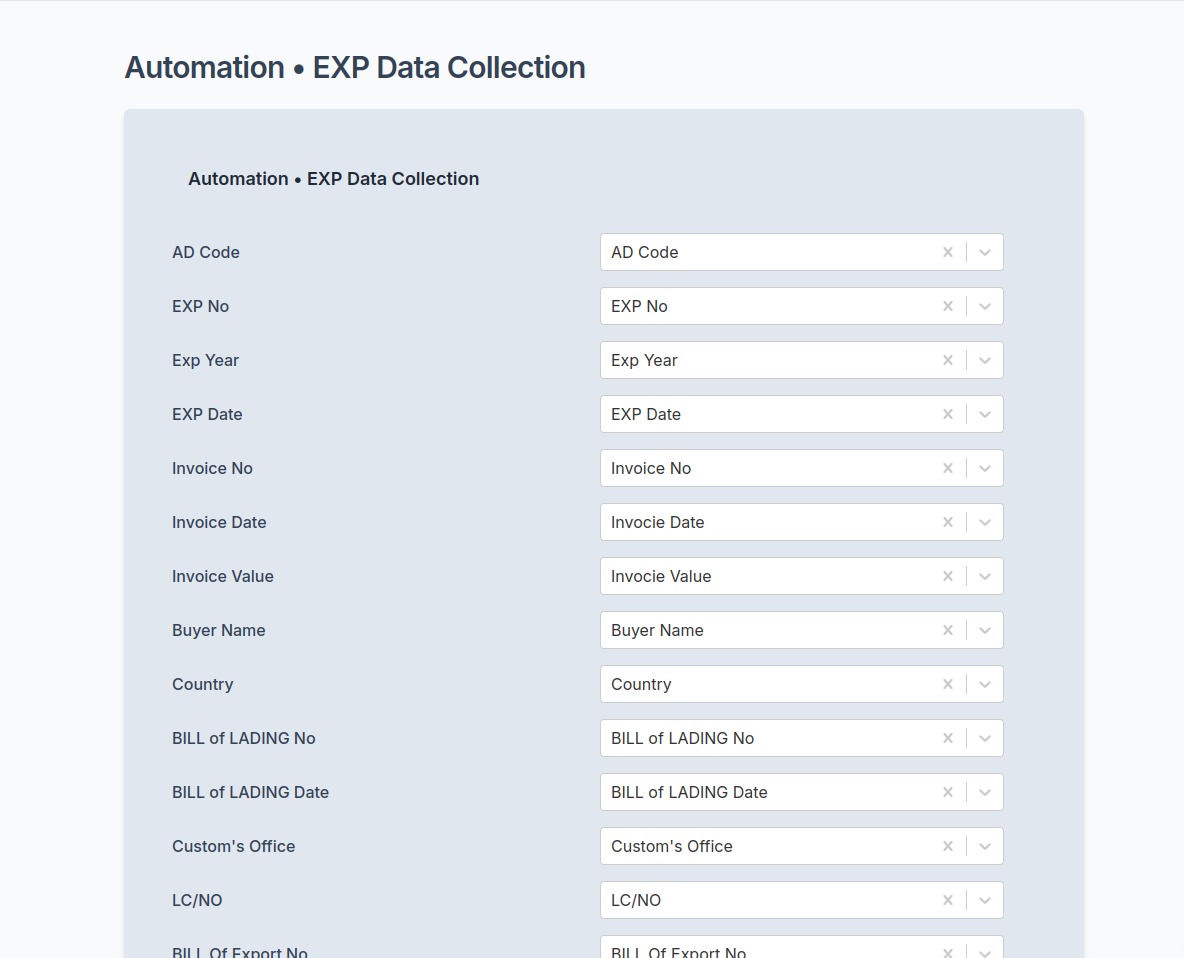 Automation • EXP Data Collection
Automation • EXP Data Collection
AD Code AD Code
EXP No EXP No
Exp Year Exp Year
EXP Date EXP Date
Invoice No Invoice No
Invoice Date Invocie Date
Invoice Value Invocie Value
Buyer Name Buyer Name
Country Country
BILL of LADING No BILL of LADING No
BILL of LADING Date BILL of LADING Date
Custom's Office Custom's Office
LC/NO LC/NO
BILL Of Export No BILL Of Export No